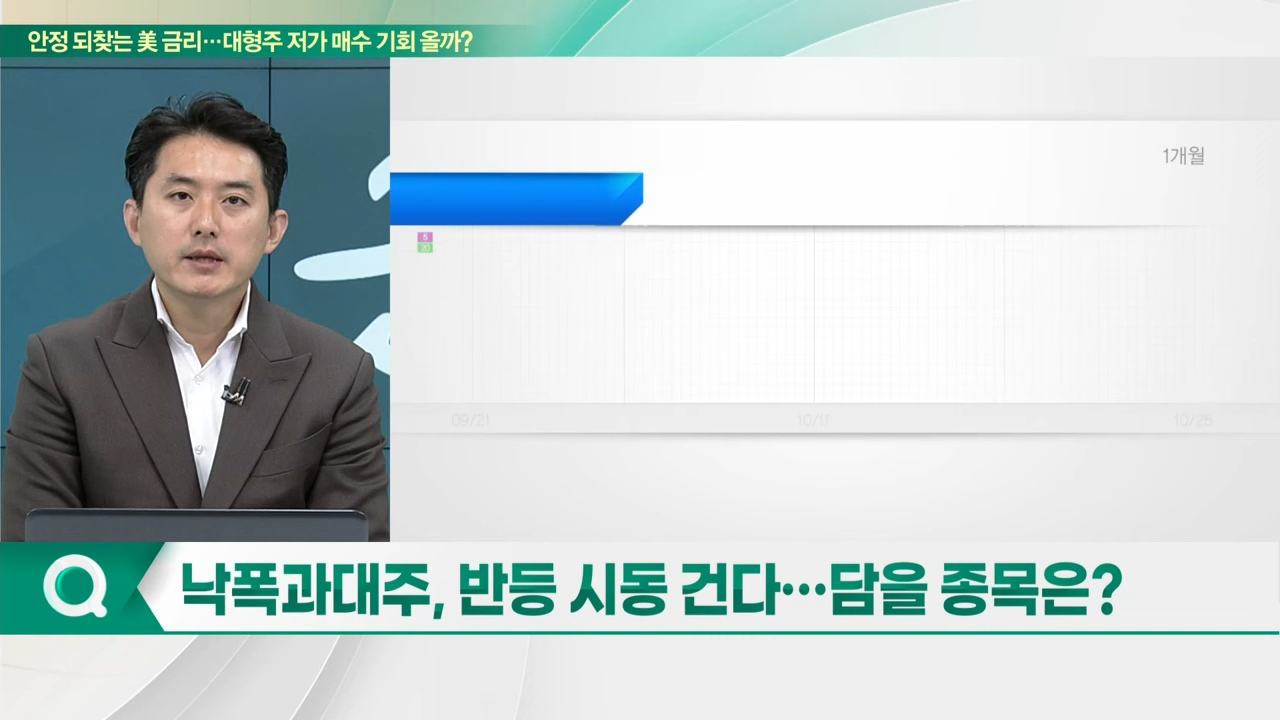 안정 되찾는 美 금리…대형주 저가 매수 기회 올까?
1개월
5
20
09/21 10/11 10/25
Q 낙폭과대주, 반등 시동 건다…담을 종목은?